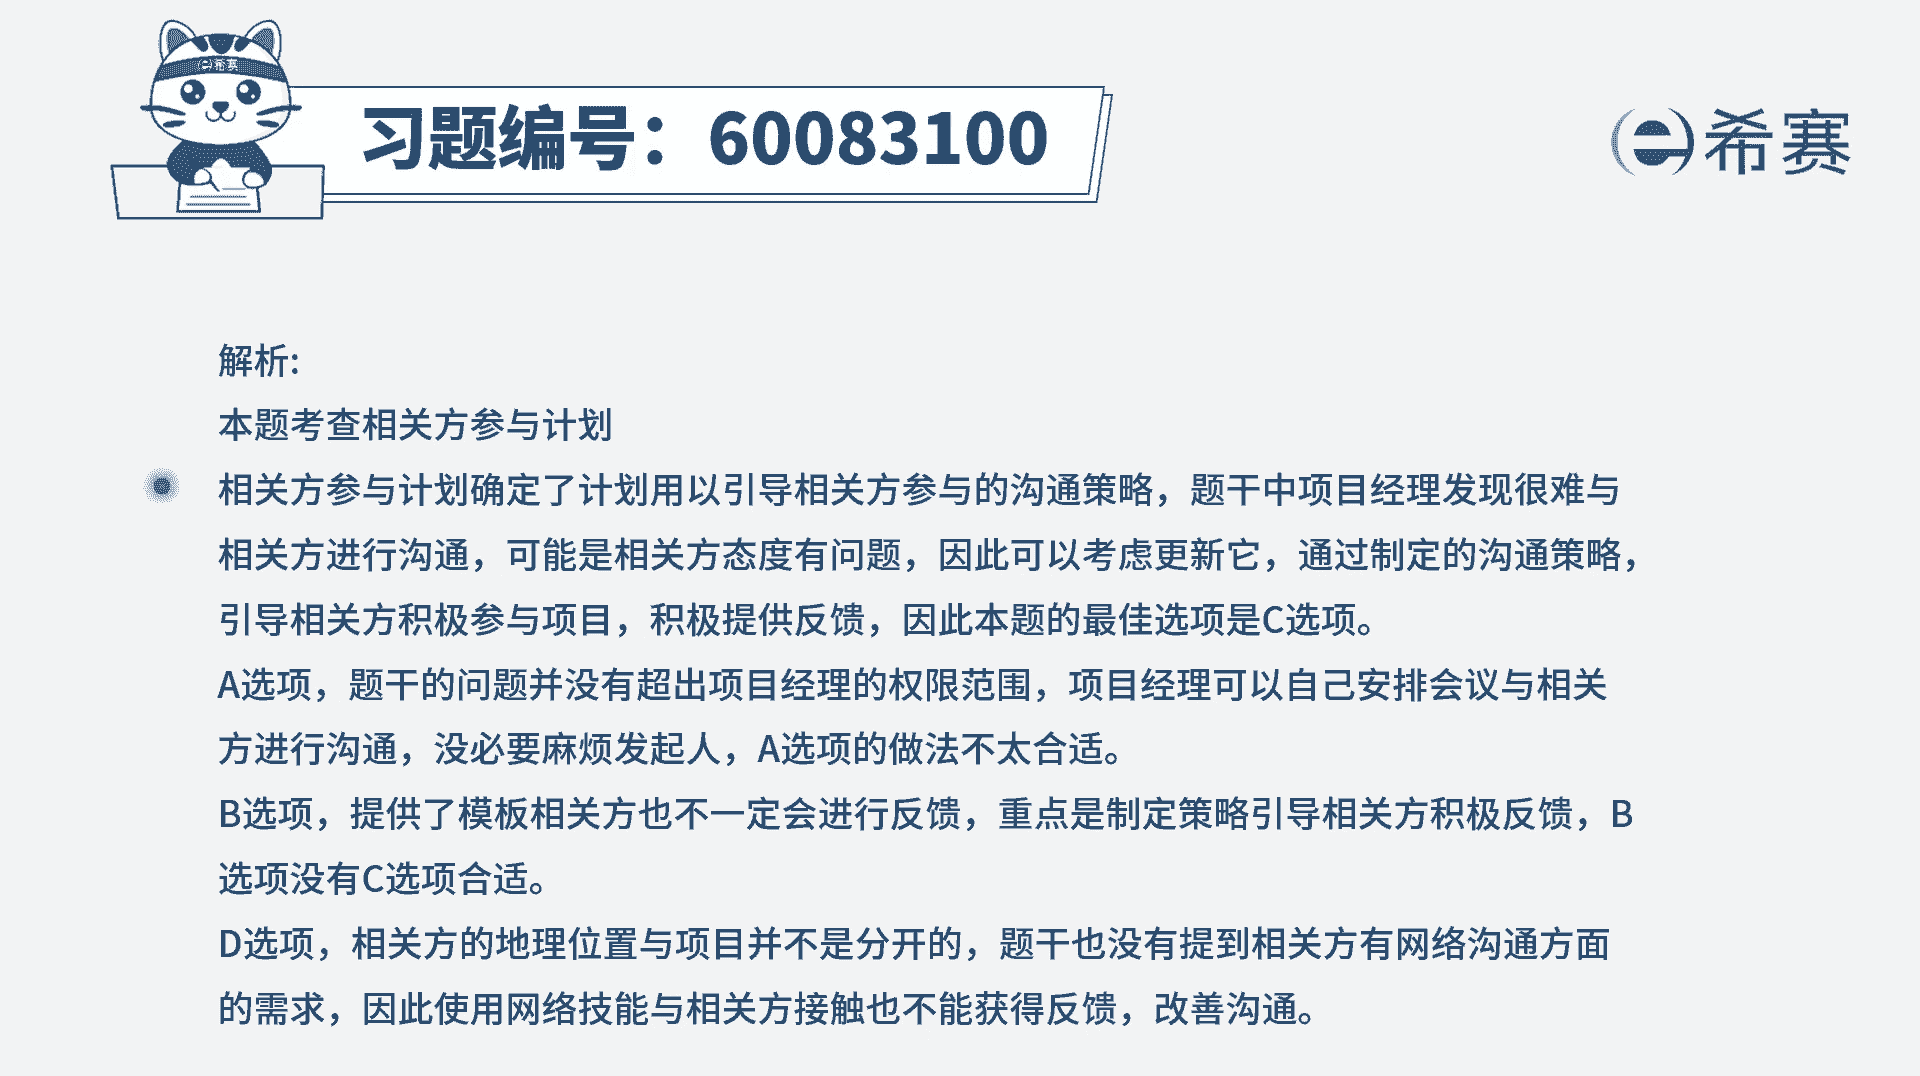 希赛
习题编号：60083100
希赛
解析:
本题考查相关方参与计划
相关方参与计划确定了计划用以引导相关方参与的沟通策略，题干中项目经理发现很难与
相关方进行沟通，可能是相关方态度有问题，因此可以考虑更新它，通过制定的沟通策略，
引导相关方积极参与项目，积极提供反馈，因此本题的最佳选项是C选项。
A选项，题干的问题并没有超出项目经理的权限范围，项目经理可以自己安排会议与相关
方进行沟通，没必要麻烦发起人，A选项的做法不太合适。
B选项，提供了模板相关方也不一定会进行反馈，重点是制定策略引导相关方积极反馈，B
选项没有C选项合适。
D选项，相关方的地理位置与项目并不是分开的，题干也没有提到相关方有网络沟通方面
的需求，因此使用网络技能与相关方接触也不能获得反馈，改善沟通。